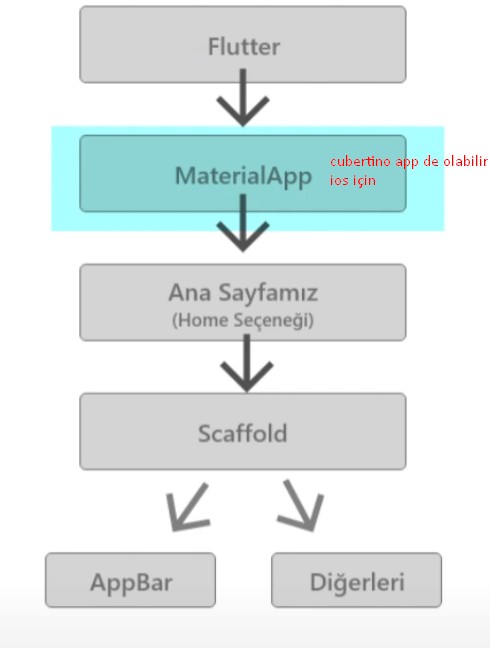 Flutter
MaterialApp
cubertino app de olabilir
ios için
Ana Sayfamız
(Home Seçeneği)
Scaffold
AppBar
Diğerleri